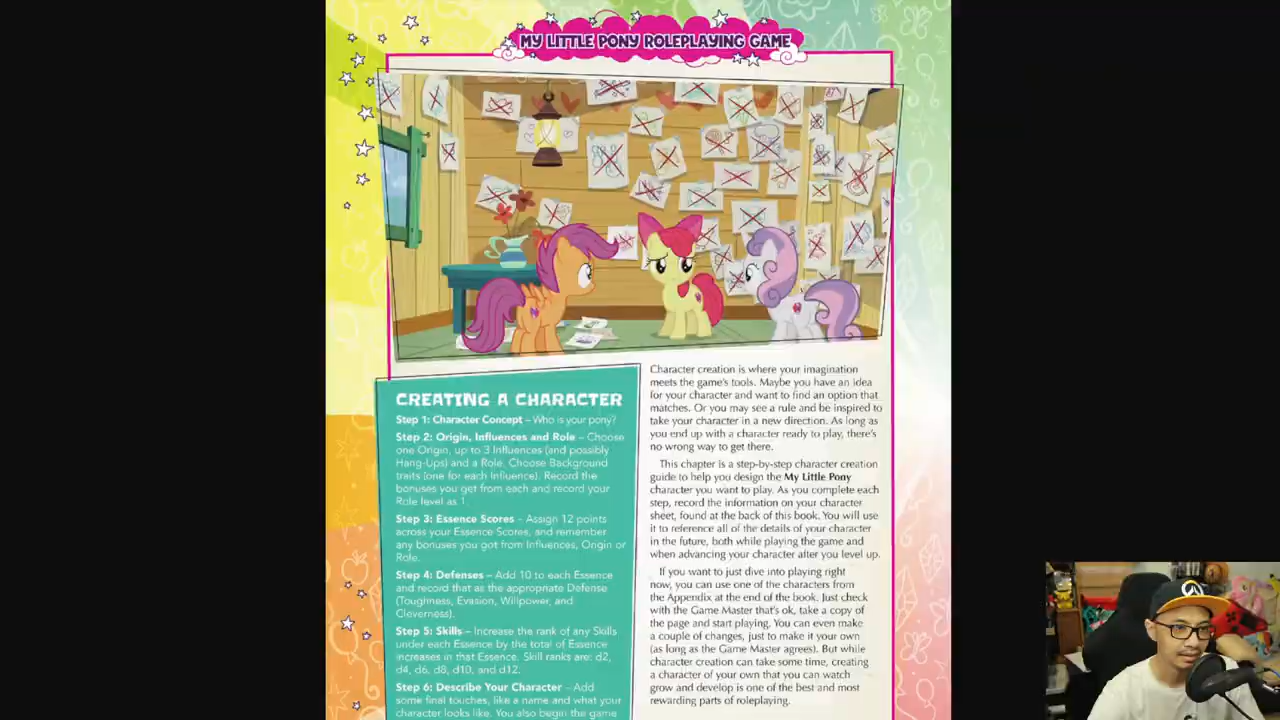 MY LITTLE PONY ROLEPLAYING GAME
CREATING A CHARACTER
Step 1: Character Concept – Who is your pony?
Step 2: Origin, Influences and Role – Choose
one Origin, up to 3 Influences (and possibly
Hang-Ups) and a Role. Choose Background
traits (one for each Influence). Record the
bonuses you get from each and record your
Role level as 1.
Step 3: Essence Scores – Assign 12 points
across your Essence Scores, and remember
any bonuses you got from Influences, Origin or
Role.
Step 4: Defenses – Add 10 to each Essence
and record that as the appropriate Defense
(Toughness, Evasion, Willpower, and
Cleverness).
Step 5: Skills – Increase the rank of any Skills
under each Essence by the total of Essence
increases in that Essence. Skill ranks are: d2,
d4, d6, d8, d10, and d12.
Step 6: Describe Your Character – Add
some final touches, like a name and what your
character looks like. You also begin the game
Character creation is where your imagination
meets the game's tools. Maybe you have an idea
for your character and want to find an option that
matches. Or you may see a rule and be inspired to
take your character in a new direction. As long as
you end up with a character ready to play, there's
no wrong way to get there.
This chapter is a step-by-step character creation
guide to help you design the My Little Pony
character you want to play. As you complete each
step, record the information on your character
sheet, found at the back of this book. You will use
it to reference all of the details of your character
in the future, both while playing the game and
when advancing your character after you level up.
If you want to just dive into playing right
now, you can use one of the characters from
the Appendix at the end of the book. Just check
with the Game Master that's ok, take a copy of
the page and start playing. You can even make
a couple of changes, just to make it your own
(as long as the Game Master agrees). But while
character creation can take some time, creating
a character of your own that you can watch
grow and develop is one of the best and most
rewarding parts of roleplaying.